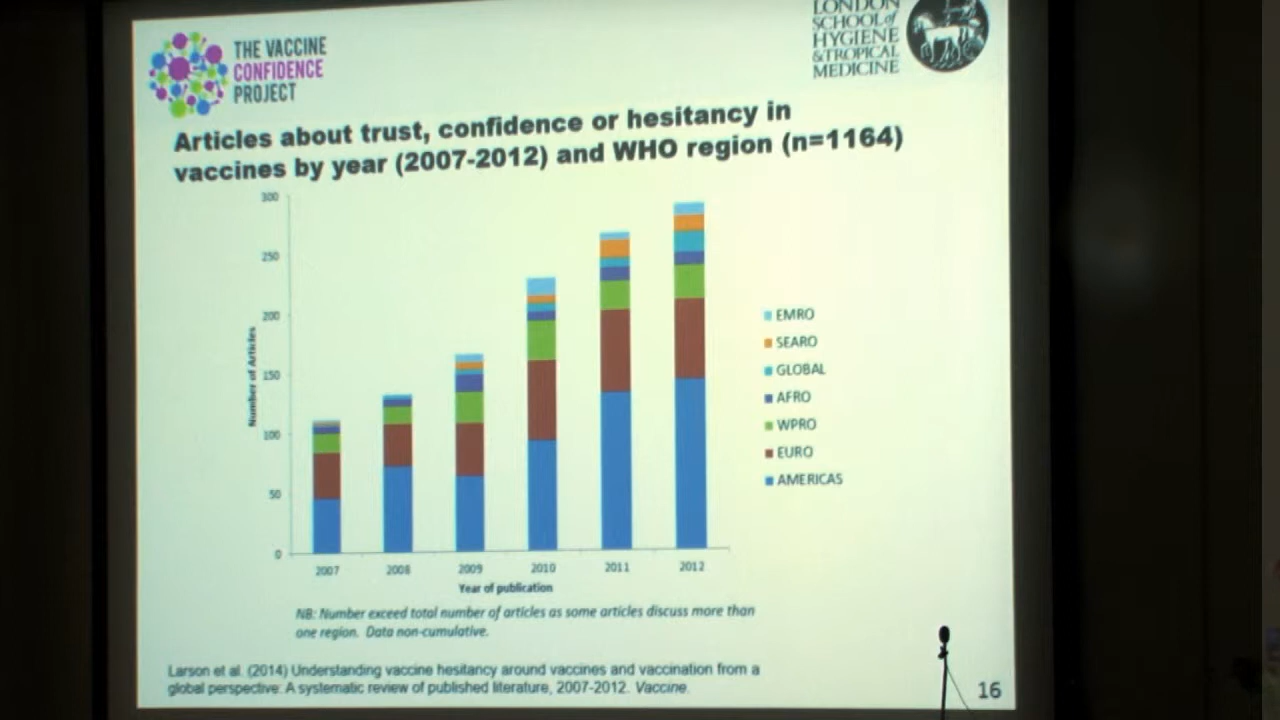 THE VACCINE
CONFIDENCE
PROJECT
LONDON
SCHOOL of
HYGIENE
& TROPICAL
MEDICINE
Articles about trust, confidence or hesitancy in
vaccines by year (2007-2012) and WHO region (n=1164)
Number of Articles
300
250
200
150
100
50
0
2007 2008 2009 2010 2011 2012
Year of publication
EMRO
SEARO
GLOBAL
AFRO
WPRO
EURO
AMERICAS
NB: Number exceed total number of articles as some articles discuss more than
one region. Data non-cumulative.
Larson et al. (2014) Understanding vaccine hesitancy around vaccines and vaccination from a
global perspective: A systematic review of published literature, 2007-2012. Vaccine.
16